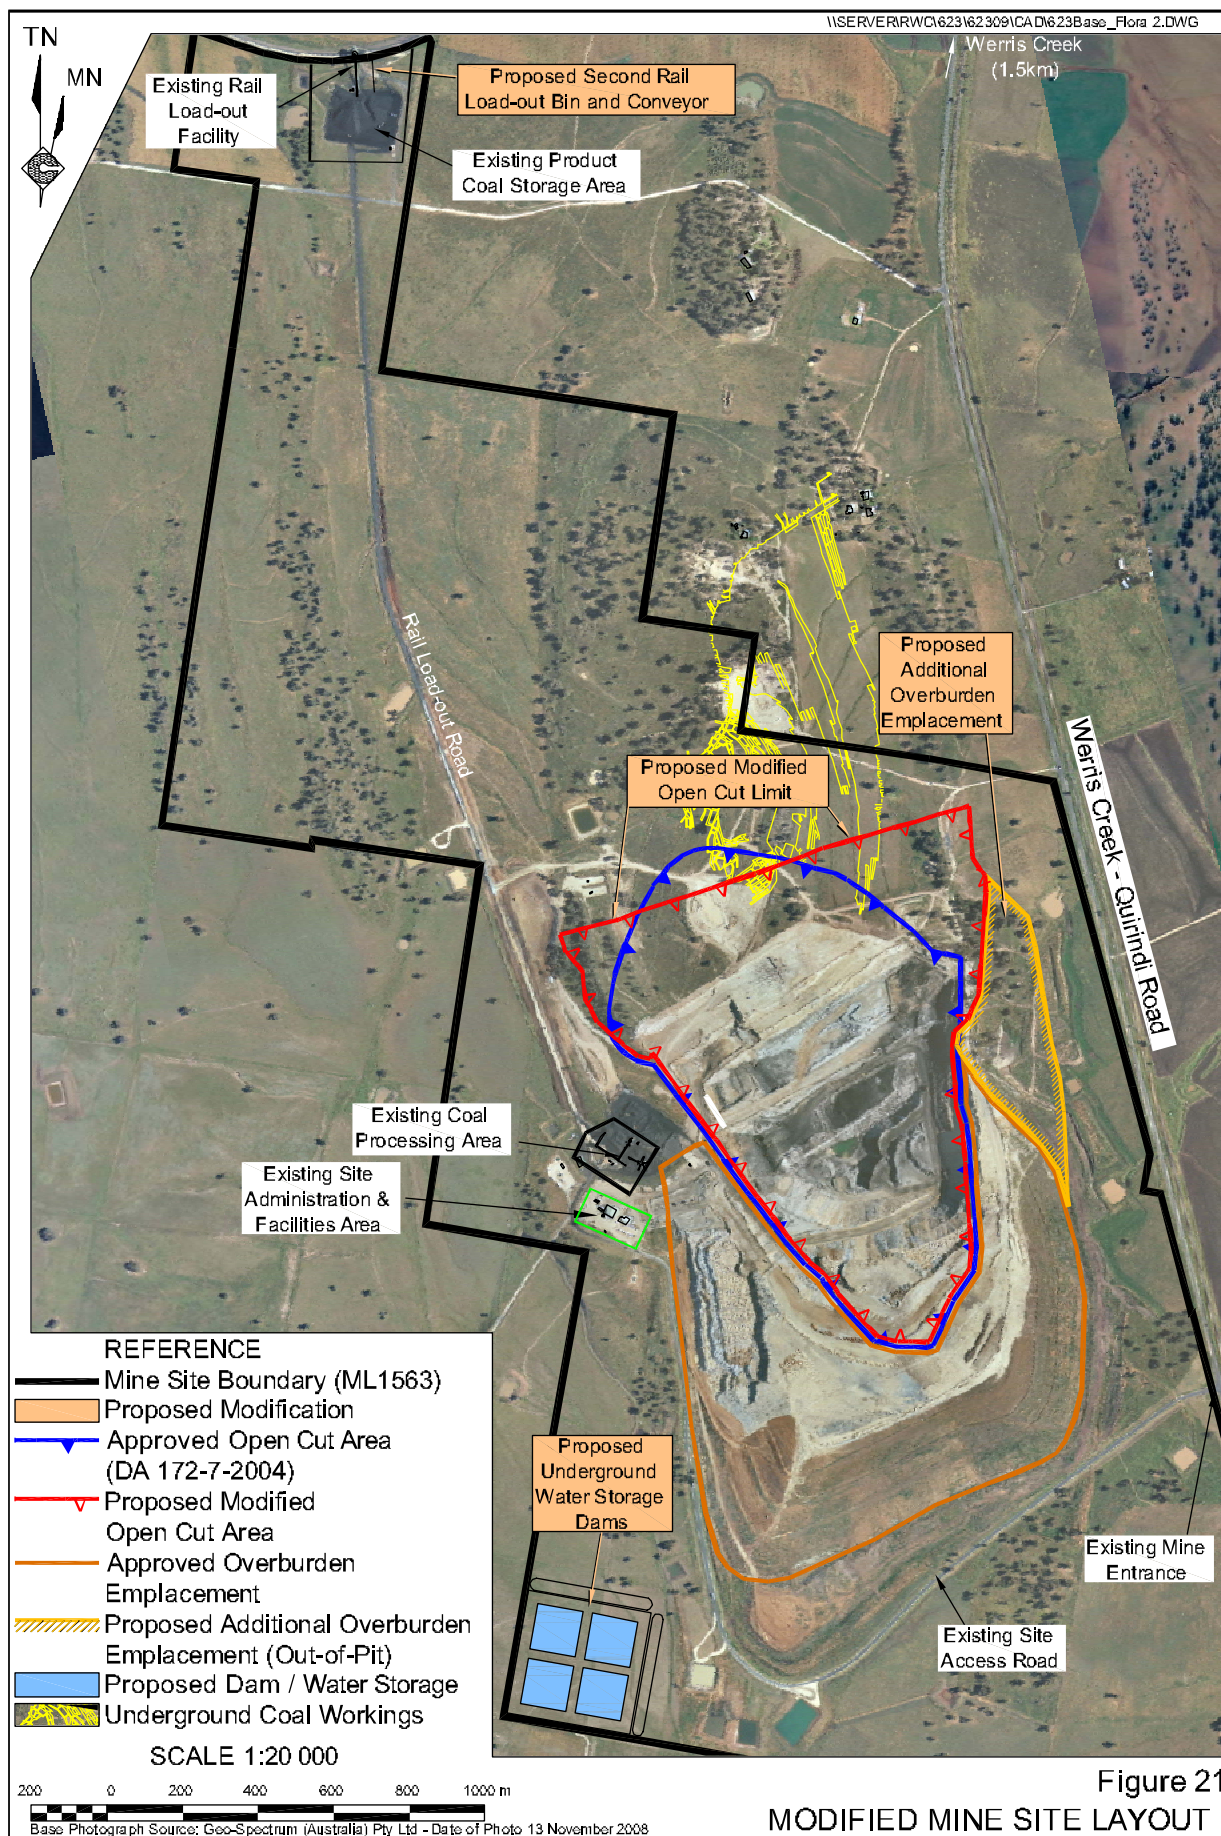 \\SERVER\RWC\623\62309\CAD\623Base_Flora 2.DWG
TN
MN
Werris Creek
(1.5km)
Existing Rail
Load-out
Facility
Proposed Second Rail
Load-out Bin and Conveyor
Existing Product
Coal Storage Area
Rail Load-out Road
Proposed
Additional
Overburden
Emplacement
Proposed Modified
Open Cut Limit
Werris Creek - Quirindi Road
Existing Coal
Processing Area
Existing Site
Administration &
Facilities Area
REFERENCE
Mine Site Boundary (ML1563)
Proposed Modification
Approved Open Cut Area
(DA 172-7-2004)
Proposed Modified
Open Cut Area
Approved Overburden
Emplacement
Proposed Additional Overburden
Emplacement (Out-of-Pit)
Proposed Dam / Water Storage
Underground Coal Workings
Proposed
Underground
Water Storage
Dams
Existing Mine
Entrance
Existing Site
Access Road
SCALE 1:20 000
200 0 200 400 600 800 1000 m
Base Photograph Source: Geo-Spectrum (Australia) Pty Ltd - Date of Photo 13 November 2008
Figure 21
MODIFIED MINE SITE LAYOUT